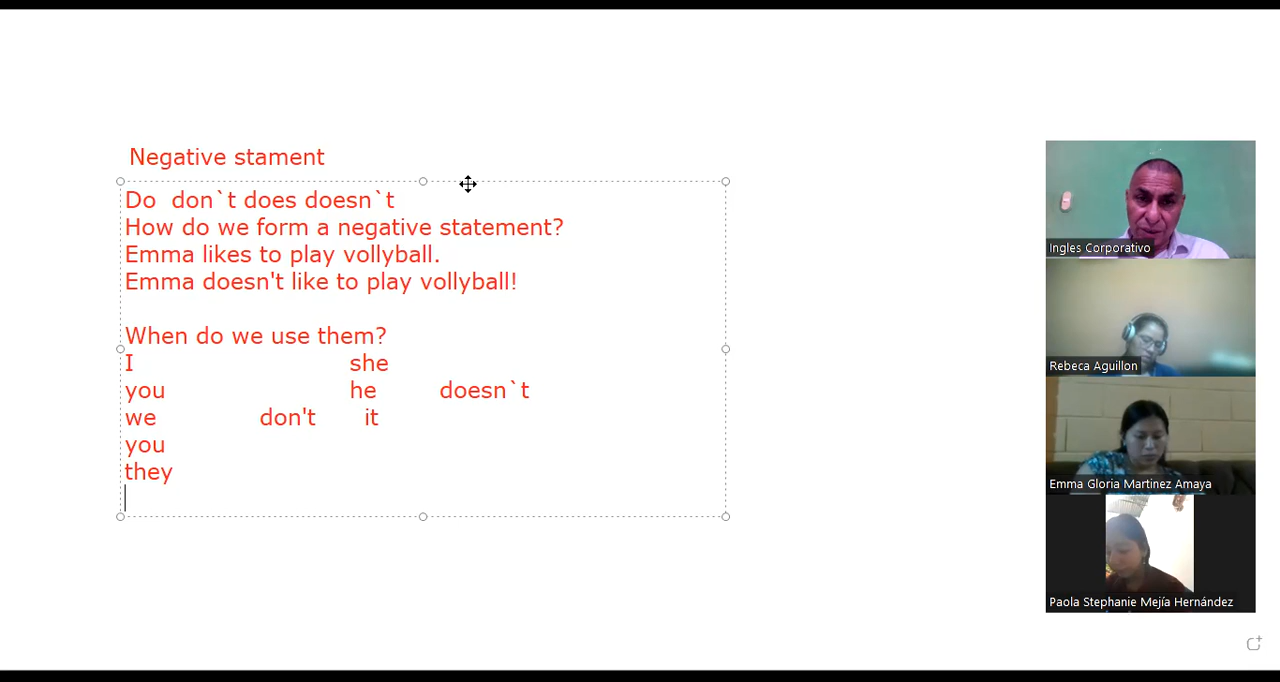 Negative stament
Do don`t does doesn`t
How do we form a negative statement?
Emma likes to play vollyball.
Emma doesn't like to play vollyball!
When do we use them?
I she
you he doesn`t
we don't it
you
they
Ingles Corporativo
Rebeca Aguillon
Emma Gloria Martinez Amaya
Paola Stephanie Mejía Hernández